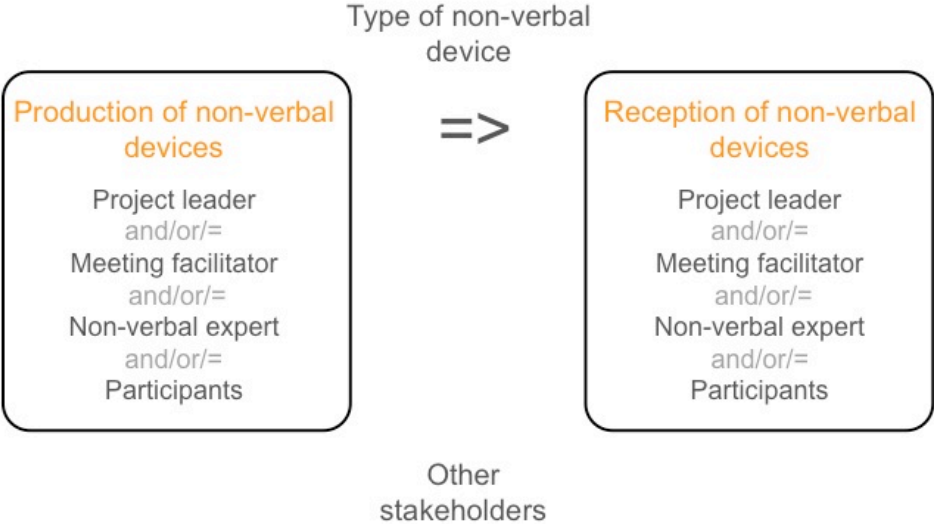 Type of non-verbal
device
Production of non-verbal
devices
Project leader
and/or/=
Meeting facilitator
and/or/=
Non-verbal expert
and/or/=
Participants
=>
Reception of non-verbal
devices
Project leader
and/or/=
Meeting facilitator
and/or/=
Non-verbal expert
and/or/=
Participants
Other
stakeholders